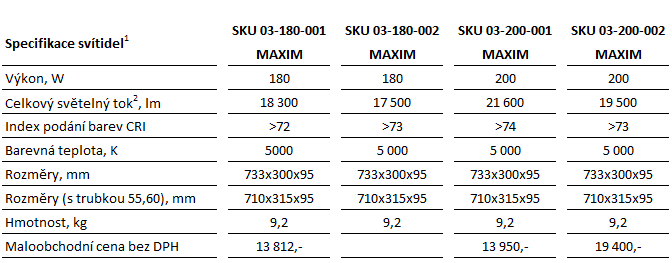 Specifikace svítidel1 SKU 03-180-001 MAXIM SKU 03-180-002 MAXIM SKU 03-200-001 MAXIM SKU 03-200-002 MAXIM
Výkon, W 180 180 200 200
Celkový světelný tok2, lm 18 300 17 500 21 600 19 500
Index podání barev CRI >72 >73 >74 >73
Barevná teplota, K 5000 5 000 5 000 5 000
Rozměry, mm 733x300x95 733x300x95 733x300x95 733x300x95
Rozměry (s trubkou 55,60), mm 710x315x95 710x315x95 710x315x95 710x315x95
Hmotnost, kg 9,2 9,2 9,2 9,2
Maloobchodní cena bez DPH 13 812,- 13 950,- 19 400,-